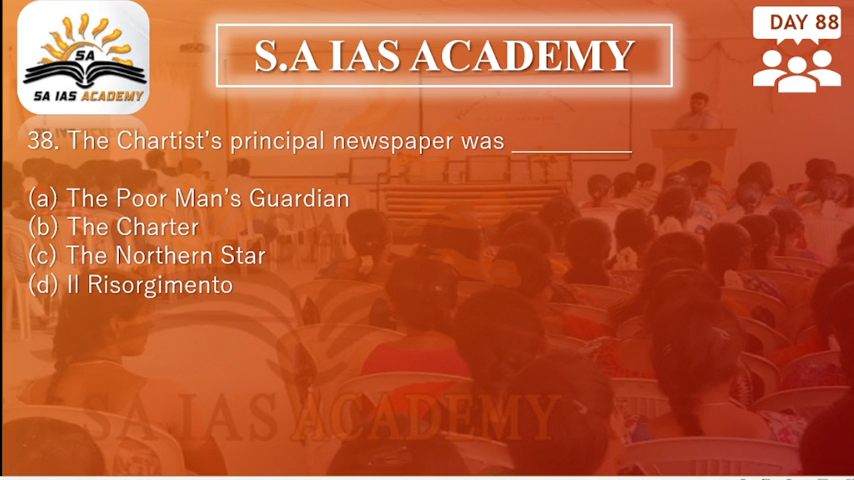 SA
SA IAS ACADEMY
S.A IAS ACADEMY
DAY 88
38. The Chartist's principal newspaper was ___________
(a) The Poor Man's Guardian
(b) The Charter
(c) The Northern Star
(d) Il Risorgimento
SA IAS ACADEMY